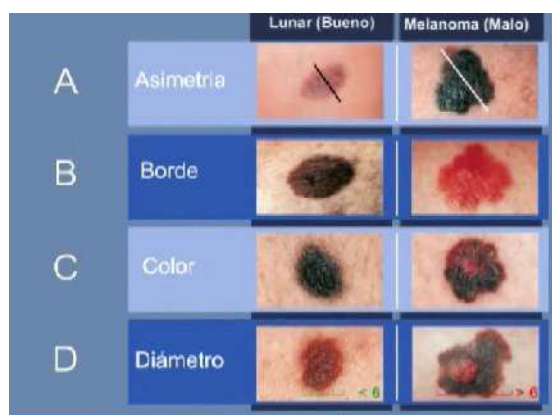 Lunar (Bueno) Melanoma (Malo)
A Asimetria
B Borde
C Color
D Diámetro < 6 > 6